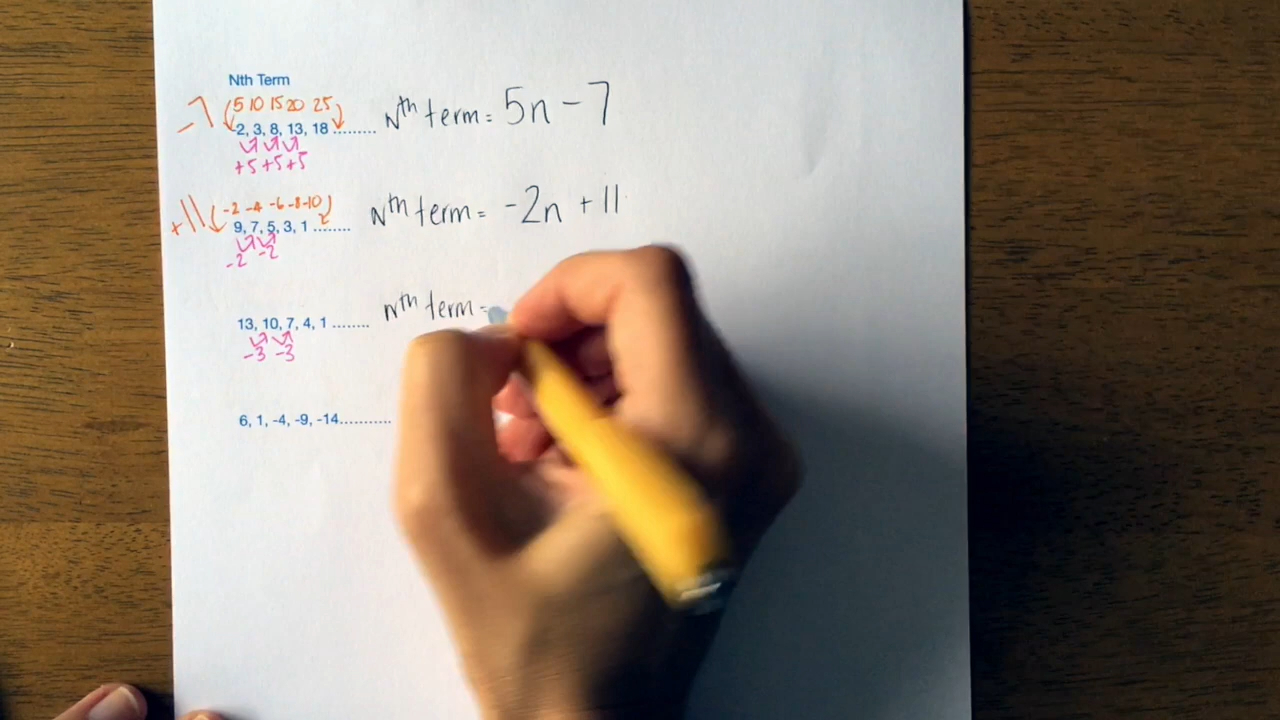 Nth Term
-7 (5 10 15 20 25)
2, 3, 8, 13, 18 ......... Nth term = 5n - 7
+5 +5 +5
+11 (-2 -4 -6 -8 -10)
9, 7, 5, 3, 1 ........ Nth term = -2n + 11
-2 -2
13, 10, 7, 4, 1 ........ Nth term =
-3 -3
6, 1, -4, -9, -14...........